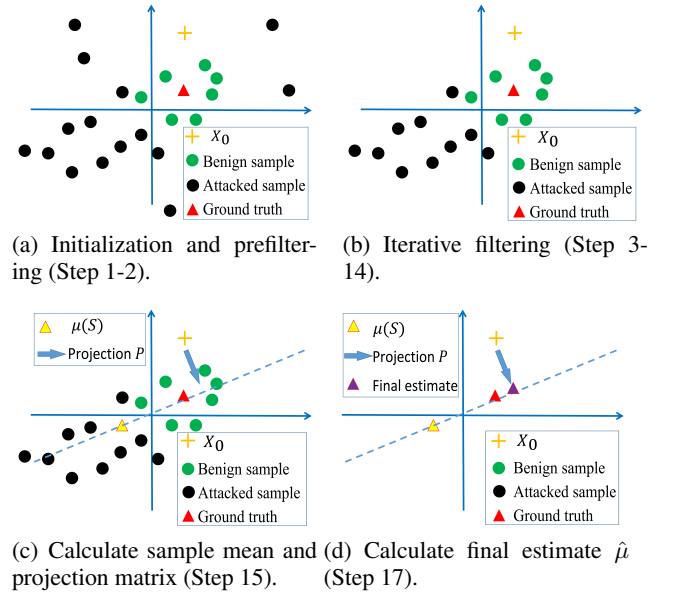 X0
Benign sample
Attacked sample
Ground truth
(a) Initialization and prefilter-
ing (Step 1-2).
X0
Benign sample
Attacked sample
Ground truth
(b) Iterative filtering (Step 3-
14).
μ(S)
Projection P
X0
Benign sample
Attacked sample
Ground truth
(c) Calculate sample mean and
projection matrix (Step 15).
μ(S)
Projection P
Final estimate
X0
Benign sample
Attacked sample
Ground truth
(d) Calculate final estimate μ̂
(Step 17).